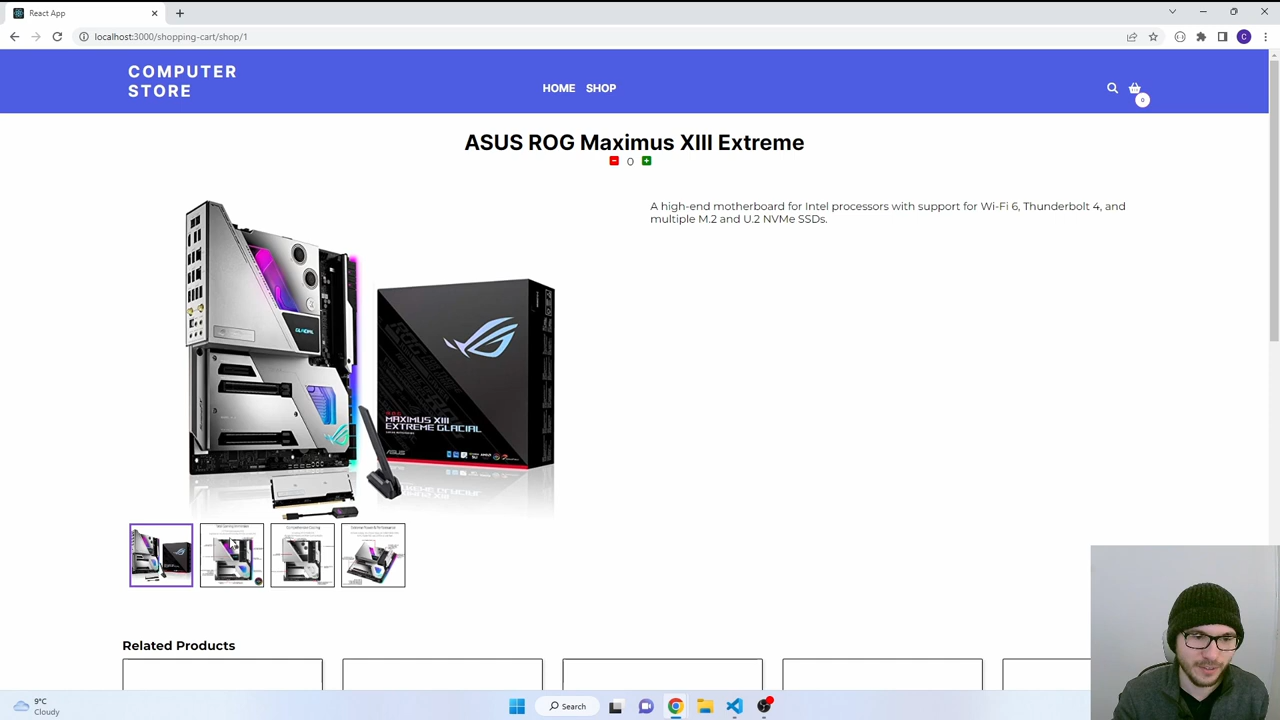 React App
localhost:3000/shopping-cart/shop/1
C
COMPUTER
STORE
HOME SHOP
0
ASUS ROG Maximus XIII Extreme
0
A high-end motherboard for Intel processors with support for Wi-Fi 6, Thunderbolt 4, and
multiple M.2 and U.2 NVMe SSDs.
GLACIAL
MAXIMUS XIII
EXTREME GLACIAL
Related Products
9°C
Cloudy
Search